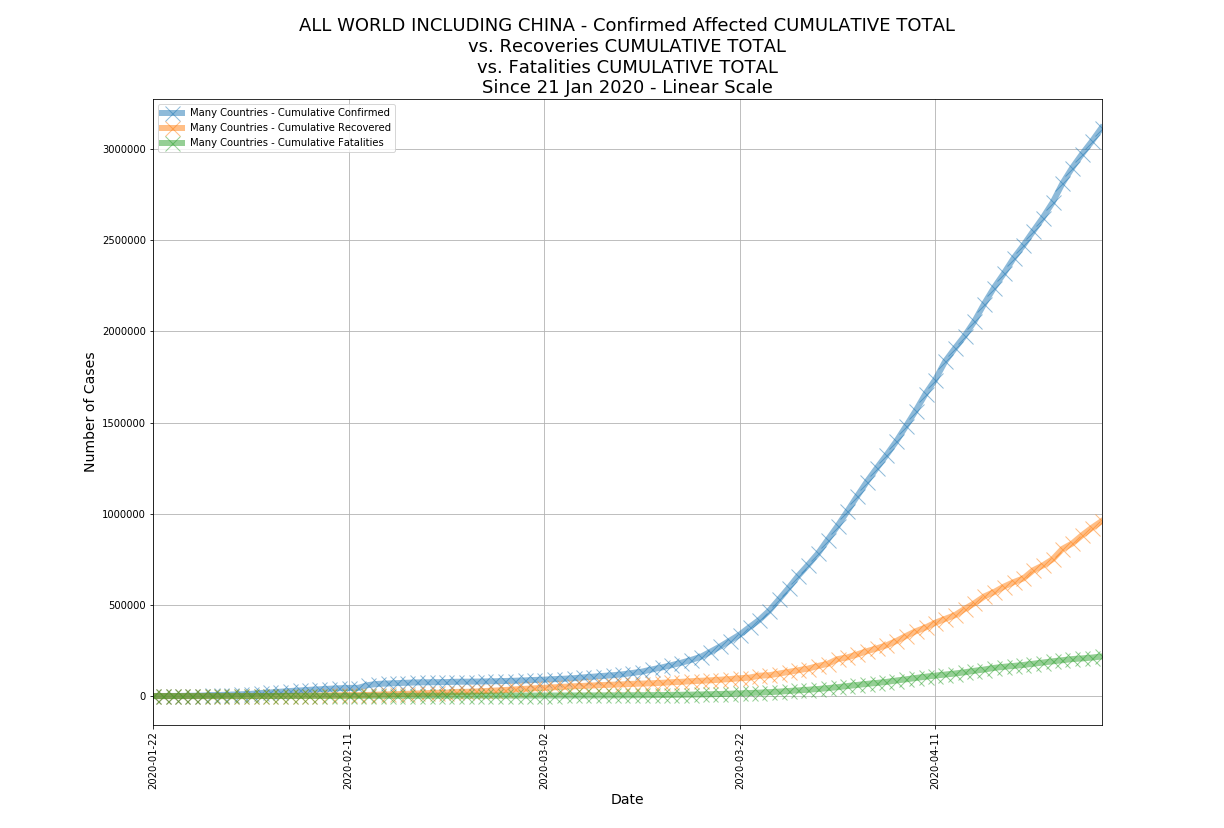 ALL WORLD INCLUDING CHINA - Confirmed Affected CUMULATIVE TOTAL
vs. Recoveries CUMULATIVE TOTAL
vs. Fatalities CUMULATIVE TOTAL
Since 21 Jan 2020 - Linear Scale
Many Countries - Cumulative Confirmed
Many Countries - Cumulative Recovered
Many Countries - Cumulative Fatalities
Number of Cases
3000000
2500000
2000000
1500000
1000000
500000
0
2020-01-22
2020-02-11
2020-03-02
2020-03-22
2020-04-11
Date